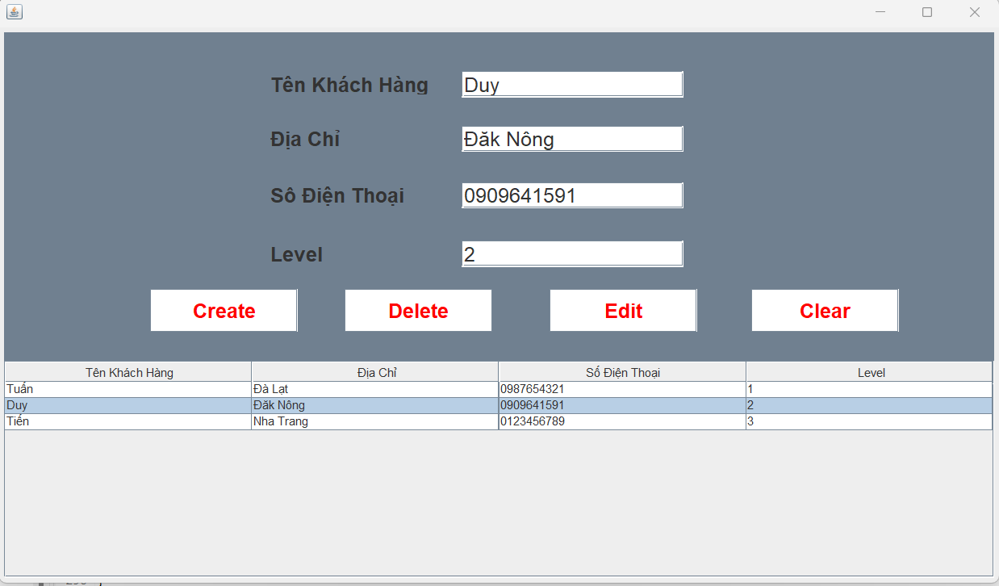 Tên Khách Hàng Duy
Địa Chỉ Đăk Nông
Số Điện Thoại 0909641591
Level 2
Create Delete Edit Clear
Tên Khách Hàng Địa Chỉ Số Điện Thoại Level
Tuấn Đà Lạt 0987654321 1
Duy Đăk Nông 0909641591 2
Tiến Nha Trang 0123456789 3